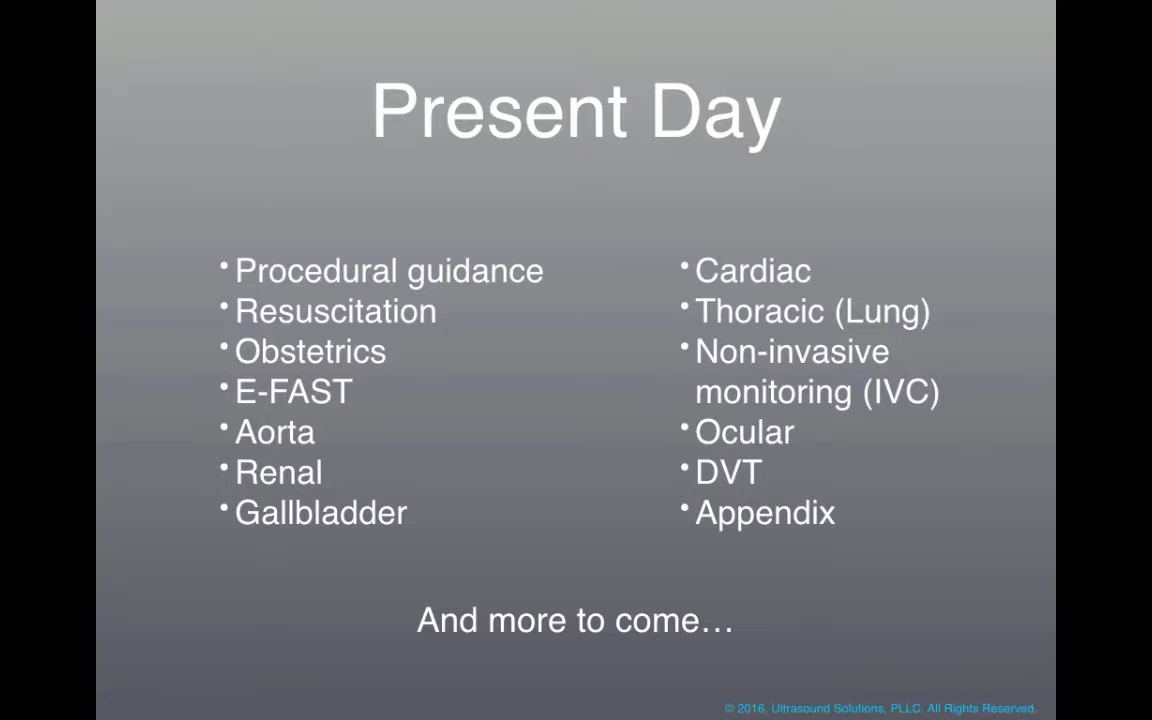 Present Day
• Procedural guidance
• Resuscitation
• Obstetrics
• E-FAST
• Aorta
• Renal
• Gallbladder
• Cardiac
• Thoracic (Lung)
• Non-invasive
monitoring (IVC)
• Ocular
• DVT
• Appendix
And more to come…
© 2016, Ultrasound Solutions, PLLC. All Rights Reserved.